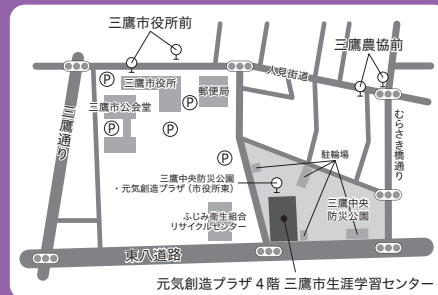 三鷹市役所前
三鷹農協前
人見街道
三鷹市役所
郵便局
三鷹市公会堂
P
P
P
P
P
三鷹通り
むらさき橋通り
駐輪場
三鷹中央防災公園
・元気創造プラザ（市役所東）
三鷹中央
防災公園
ふじみ衛生組合
リサイクルセンター
東八道路
元気創造プラザ 4階 三鷹市生涯学習センター